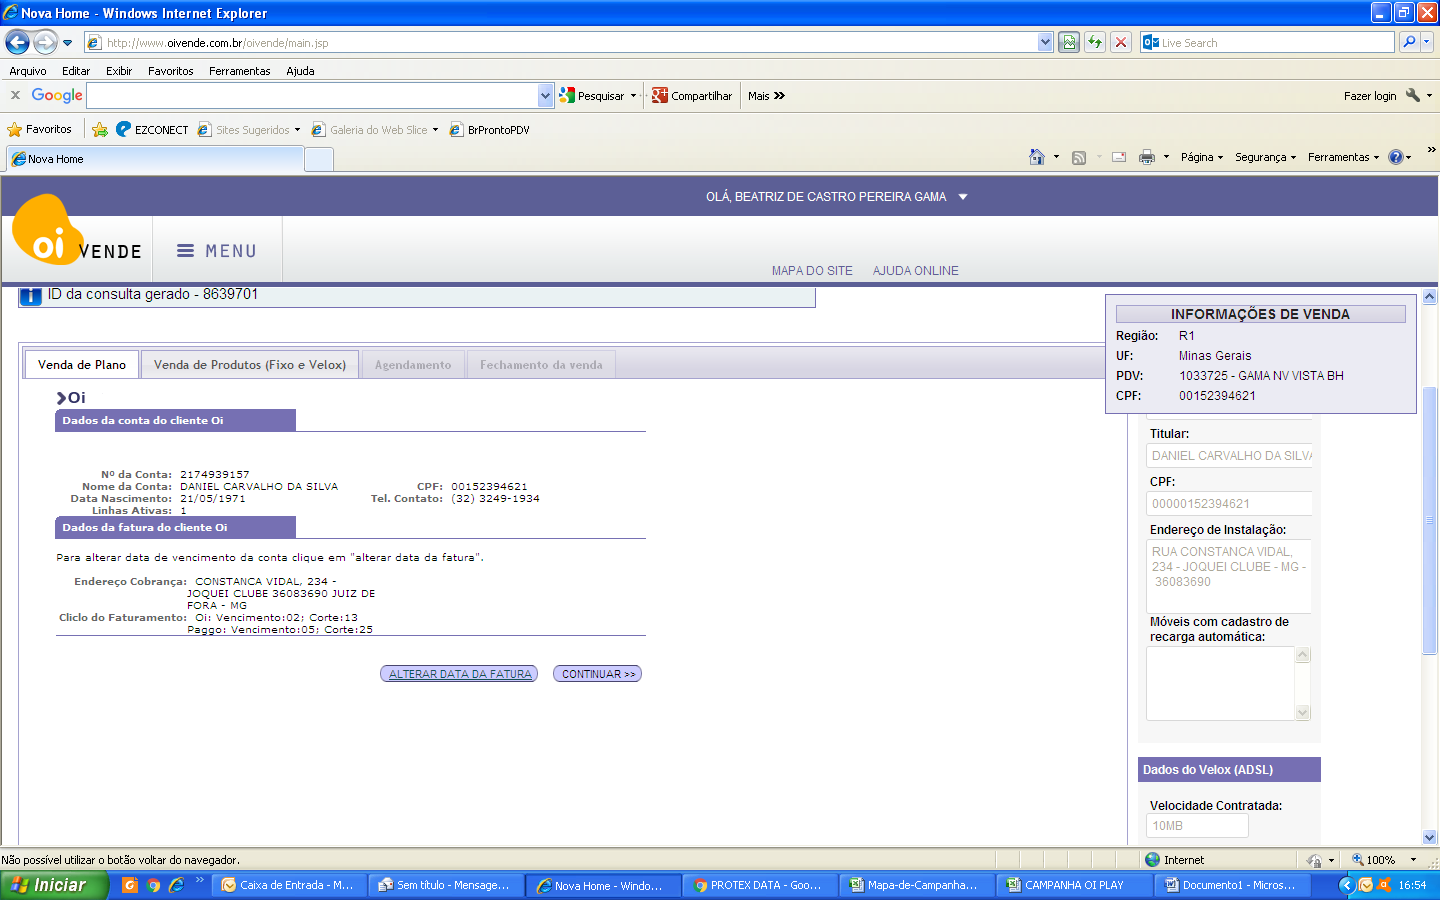 Nova Home - Windows Internet Explorer
http://www.oivende.com.br/oivende/main.jsp
Live Search
Arquivo Editar Exibir Favoritos Ferramentas Ajuda
x Google Pesquisar Compartilhar Mais Fazer login
Favoritos EZCONECT Sites Sugeridos Galeria do Web Slice BrProntoPDV
Nova Home
Página Segurança Ferramentas
OLÁ, BEATRIZ DE CASTRO PEREIRA GAMA
oi VENDE
MENU
MAPA DO SITE AJUDA ONLINE
ID da consulta gerado - 8639701
INFORMAÇÕES DE VENDA
Região: R1
UF: Minas Gerais
PDV: 1033725 - GAMA NV VISTA BH
CPF: 00152394621
Venda de Plano Venda de Produtos (Fixo e Velox) Agendamento Fechamento da venda
Oi
Dados da conta do cliente Oi
Nº da Conta: 2174939157
Nome da Conta: DANIEL CARVALHO DA SILVA CPF: 00152394621
Data Nascimento: 21/05/1971 Tel. Contato: (32) 3249-1934
Linhas Ativas: 1
Dados da fatura do cliente Oi
Para alterar data de vencimento da conta clique em "alterar data da fatura".
Endereço Cobrança: CONSTANCA VIDAL, 234 -
JOQUEI CLUBE 36083690 JUIZ DE
FORA - MG
Cliclo do Faturamento: Oi: Vencimento:02; Corte:13
Paggo: Vencimento:05; Corte:25
ALTERAR DATA DA FATURA CONTINUAR >>
Titular:
DANIEL CARVALHO DA SILVA
CPF:
00000152394621
Endereço de Instalação:
RUA CONSTANCA VIDAL,
234 - JOQUEI CLUBE - MG -
36083690
Móveis com cadastro de
recarga automática:
Dados do Velox (ADSL)
Velocidade Contratada:
10MB
Não possível utilizar o botão voltar do navegador.
Internet 100%
Iniciar Caixa de Entrada - M... Sem título - Mensage... Nova Home - Windo... PROTEX DATA - Goo... Mapa-de-Campanha... CAMPANHA OI PLAY Documento1 - Micros... 16:54